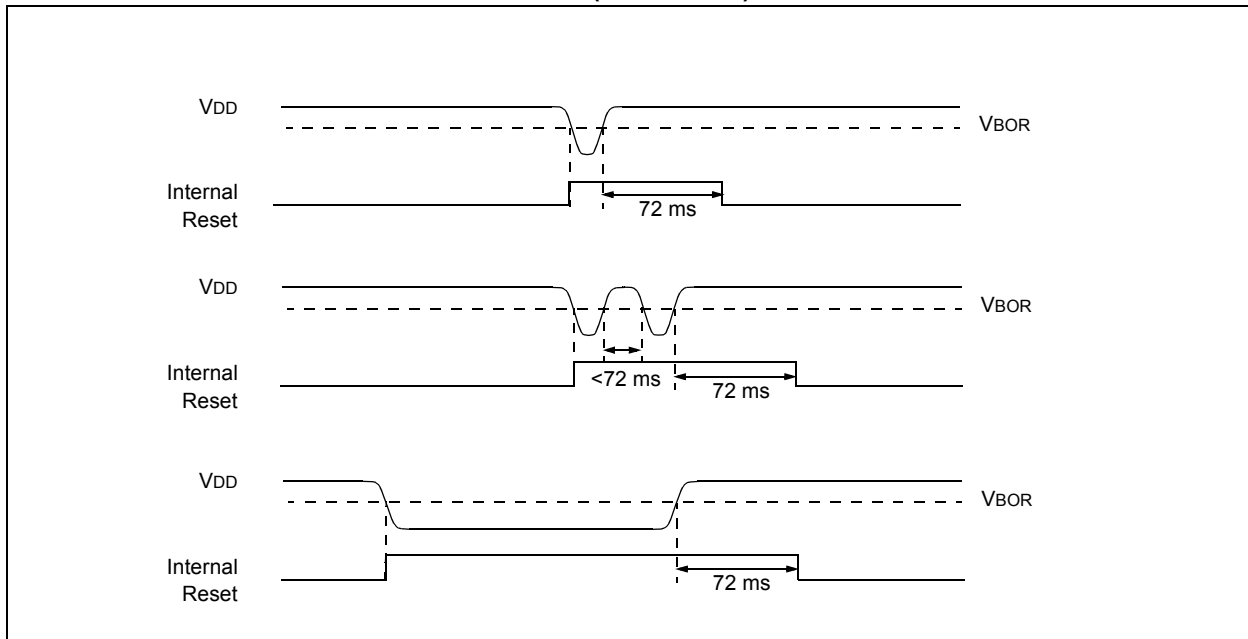 VDD
VBOR
Internal
Reset
72 ms
VDD
VBOR
Internal
Reset
<72 ms
72 ms
VDD
VBOR
Internal
Reset
72 ms